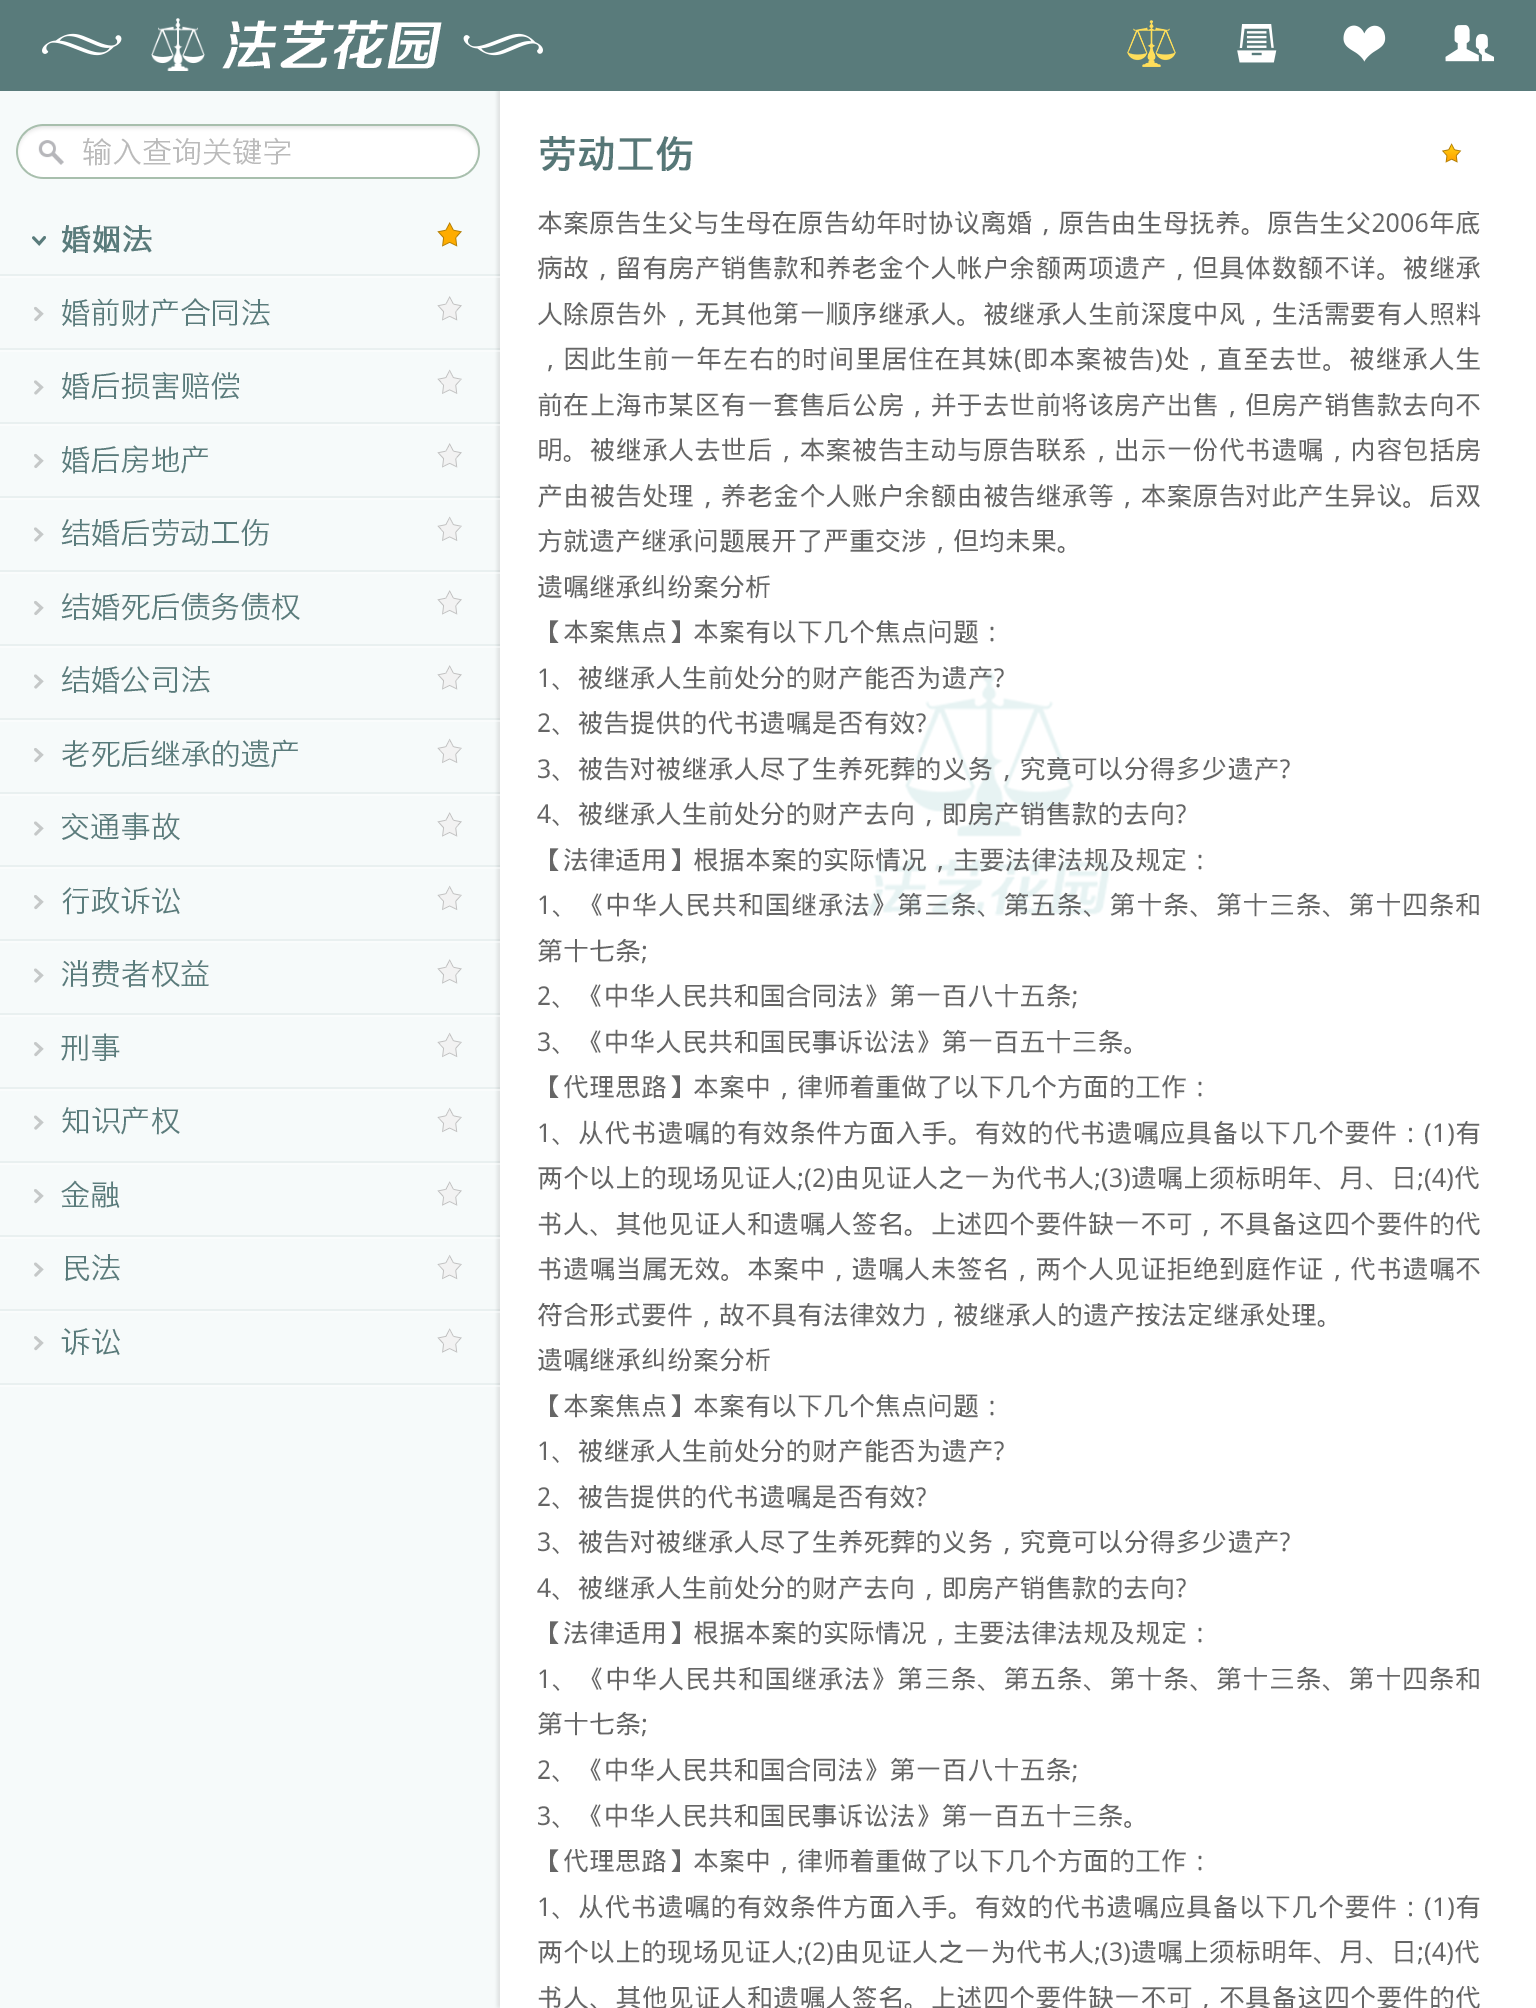 法艺花园
输入查询关键字
婚姻法
婚前财产合同法
婚后损害赔偿
婚后房地产
结婚后劳动工伤
结婚死后债务债权
结婚公司法
老死后继承的遗产
交通事故
行政诉讼
消费者权益
刑事
知识产权
金融
民法
诉讼
劳动工伤
本案原告生父与生母在原告幼年时协议离婚，原告由生母抚养。原告生父2006年底
病故，留有房产销售款和养老金个人帐户余额两项遗产，但具体数额不详。被继承
人除原告外，无其他第一顺序继承人。被继承人生前深度中风，生活需要有人照料
，因此生前一年左右的时间里居住在其妹(即本案被告)处，直至去世。被继承人生
前在上海市某区有一套售后公房，并于去世前将该房产出售，但房产销售款去向不
明。被继承人去世后，本案被告主动与原告联系，出示一份代书遗嘱，内容包括房
产由被告处理，养老金个人账户余额由被告继承等，本案原告对此产生异议。后双
方就遗产继承问题展开了严重交涉，但均未果。
遗嘱继承纠纷案分析
【本案焦点】本案有以下几个焦点问题：
1、被继承人生前处分的财产能否为遗产?
2、被告提供的代书遗嘱是否有效?
3、被告对被继承人尽了生养死葬的义务，究竟可以分得多少遗产?
4、被继承人生前处分的财产去向，即房产销售款的去向?
【法律适用】根据本案的实际情况，主要法律法规及规定：
法艺花园
1、《中华人民共和国继承法》第三条、第五条、第十条、第十三条、第十四条和
第十七条;
2、《中华人民共和国合同法》第一百八十五条;
3、《中华人民共和国民事诉讼法》第一百五十三条。
【代理思路】本案中，律师着重做了以下几个方面的工作：
1、从代书遗嘱的有效条件方面入手。有效的代书遗嘱应具备以下几个要件：(1)有
两个以上的现场见证人;(2)由见证人之一为代书人;(3)遗嘱上须标明年、月、日;(4)代
书人、其他见证人和遗嘱人签名。上述四个要件缺一不可，不具备这四个要件的代
书遗嘱当属无效。本案中，遗嘱人未签名，两个人见证拒绝到庭作证，代书遗嘱不
符合形式要件，故不具有法律效力，被继承人的遗产按法定继承处理。
遗嘱继承纠纷案分析
【本案焦点】本案有以下几个焦点问题：
1、被继承人生前处分的财产能否为遗产?
2、被告提供的代书遗嘱是否有效?
3、被告对被继承人尽了生养死葬的义务，究竟可以分得多少遗产?
4、被继承人生前处分的财产去向，即房产销售款的去向?
【法律适用】根据本案的实际情况，主要法律法规及规定：
1、《中华人民共和国继承法》第三条、第五条、第十条、第十三条、第十四条和
第十七条;
2、《中华人民共和国合同法》第一百八十五条;
3、《中华人民共和国民事诉讼法》第一百五十三条。
【代理思路】本案中，律师着重做了以下几个方面的工作：
1、从代书遗嘱的有效条件方面入手。有效的代书遗嘱应具备以下几个要件：(1)有
两个以上的现场见证人;(2)由见证人之一为代书人;(3)遗嘱上须标明年、月、日;(4)代
书人、其他见证人和遗嘱人签名。上述四个要件缺一不可，不具备这四个要件的代